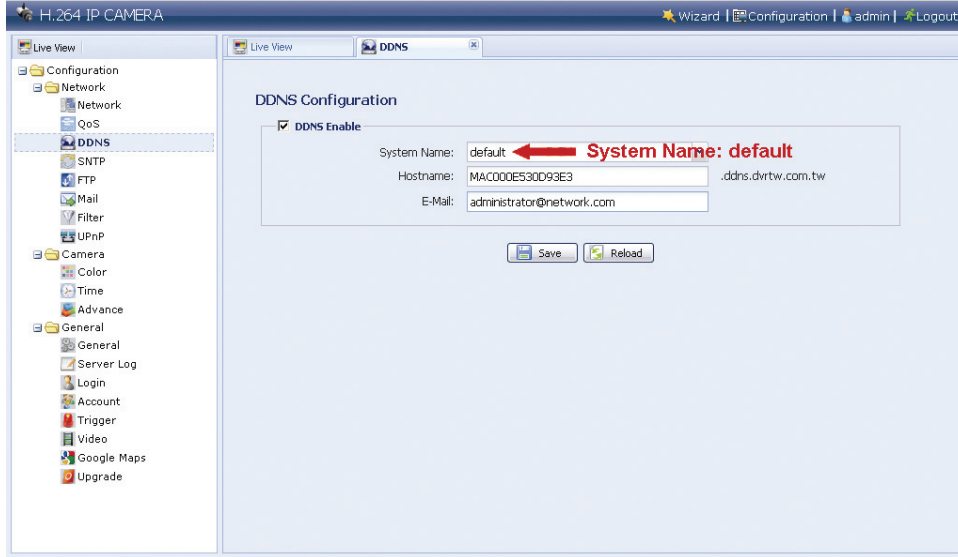 H.264 IP CAMERA
Wizard | Configuration | admin | Logout
Live View
Configuration
Network
Network
QoS
DDNS
SNTP
FTP
Mail
Filter
UPnP
Camera
Color
Time
Advance
General
General
Server Log
Login
Account
Trigger
Video
Google Maps
Upgrade
Live View
DDNS
DDNS Configuration
DDNS Enable
System Name: default System Name: default
Hostname: MAC000E530D93E3 .ddns.dvrtw.com.tw
E-Mail: administrator@network.com
Save Reload